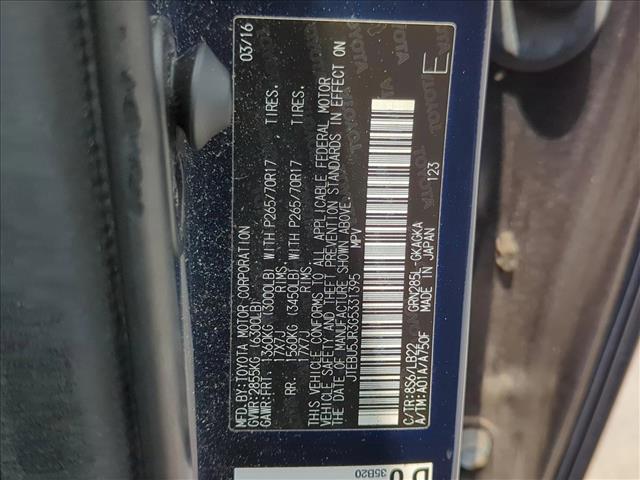 MFD.BY:TOYOTA MOTOR CORPORATION 03/16
GVWR:2855KG (6300LB)
GAWR:FRT. 1360KG (3000LB) WITH P265/70R17 TIRES.
17X7J RIMS
RR. 1560KG (3450LB) WITH P265/70R17 TIRES.
17X7J RIMS
THIS VEHICLE CONFORMS TO ALL APPLICABLE FEDERAL MOTOR
VEHICLE SAFETY AND THEFT PREVENTION STANDARDS IN EFFECT ON
THE DATE OF MANUFACTURE SHOWN ABOVE.
JTEBU5JR3G5331395 MPV E
123
C/TR:8S6/LB22 GRN285L-GKAGKA
A/TM:A01A/A750F MADE IN JAPAN
35B20